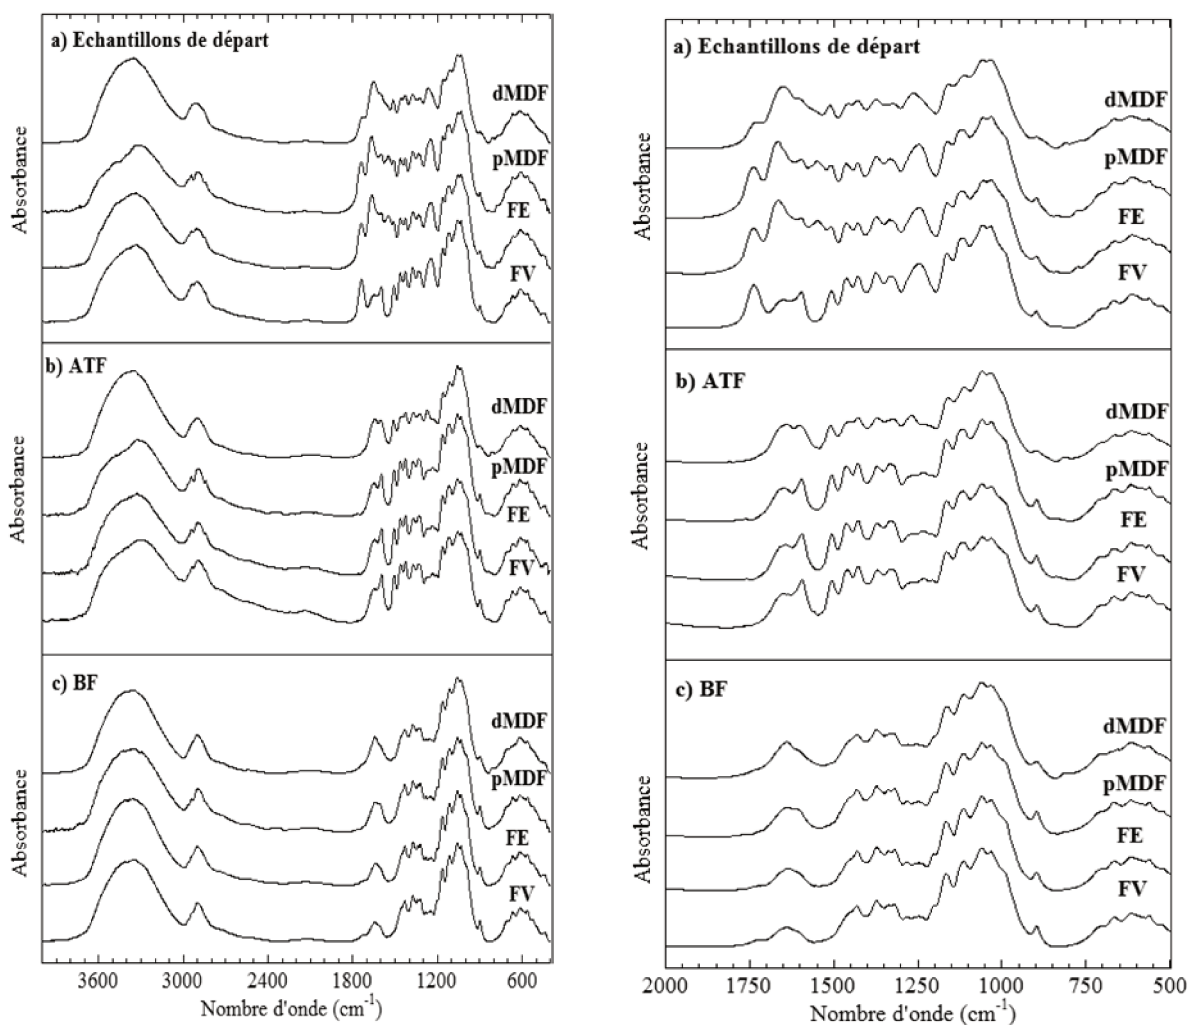 a) Echantillons de départ
dMDF
pMDF
FE
FV
Absorbance
b) ATF
dMDF
pMDF
FE
FV
Absorbance
c) BF
dMDF
pMDF
FE
FV
Absorbance
3600 3000 2400 1800 1200 600
Nombre d'onde (cm-1)
a) Echantillons de départ
dMDF
pMDF
FE
FV
Absorbance
b) ATF
dMDF
pMDF
FE
FV
Absorbance
c) BF
dMDF
pMDF
FE
FV
Absorbance
2000 1750 1500 1250 1000 750 500
Nombre d'onde (cm-1)